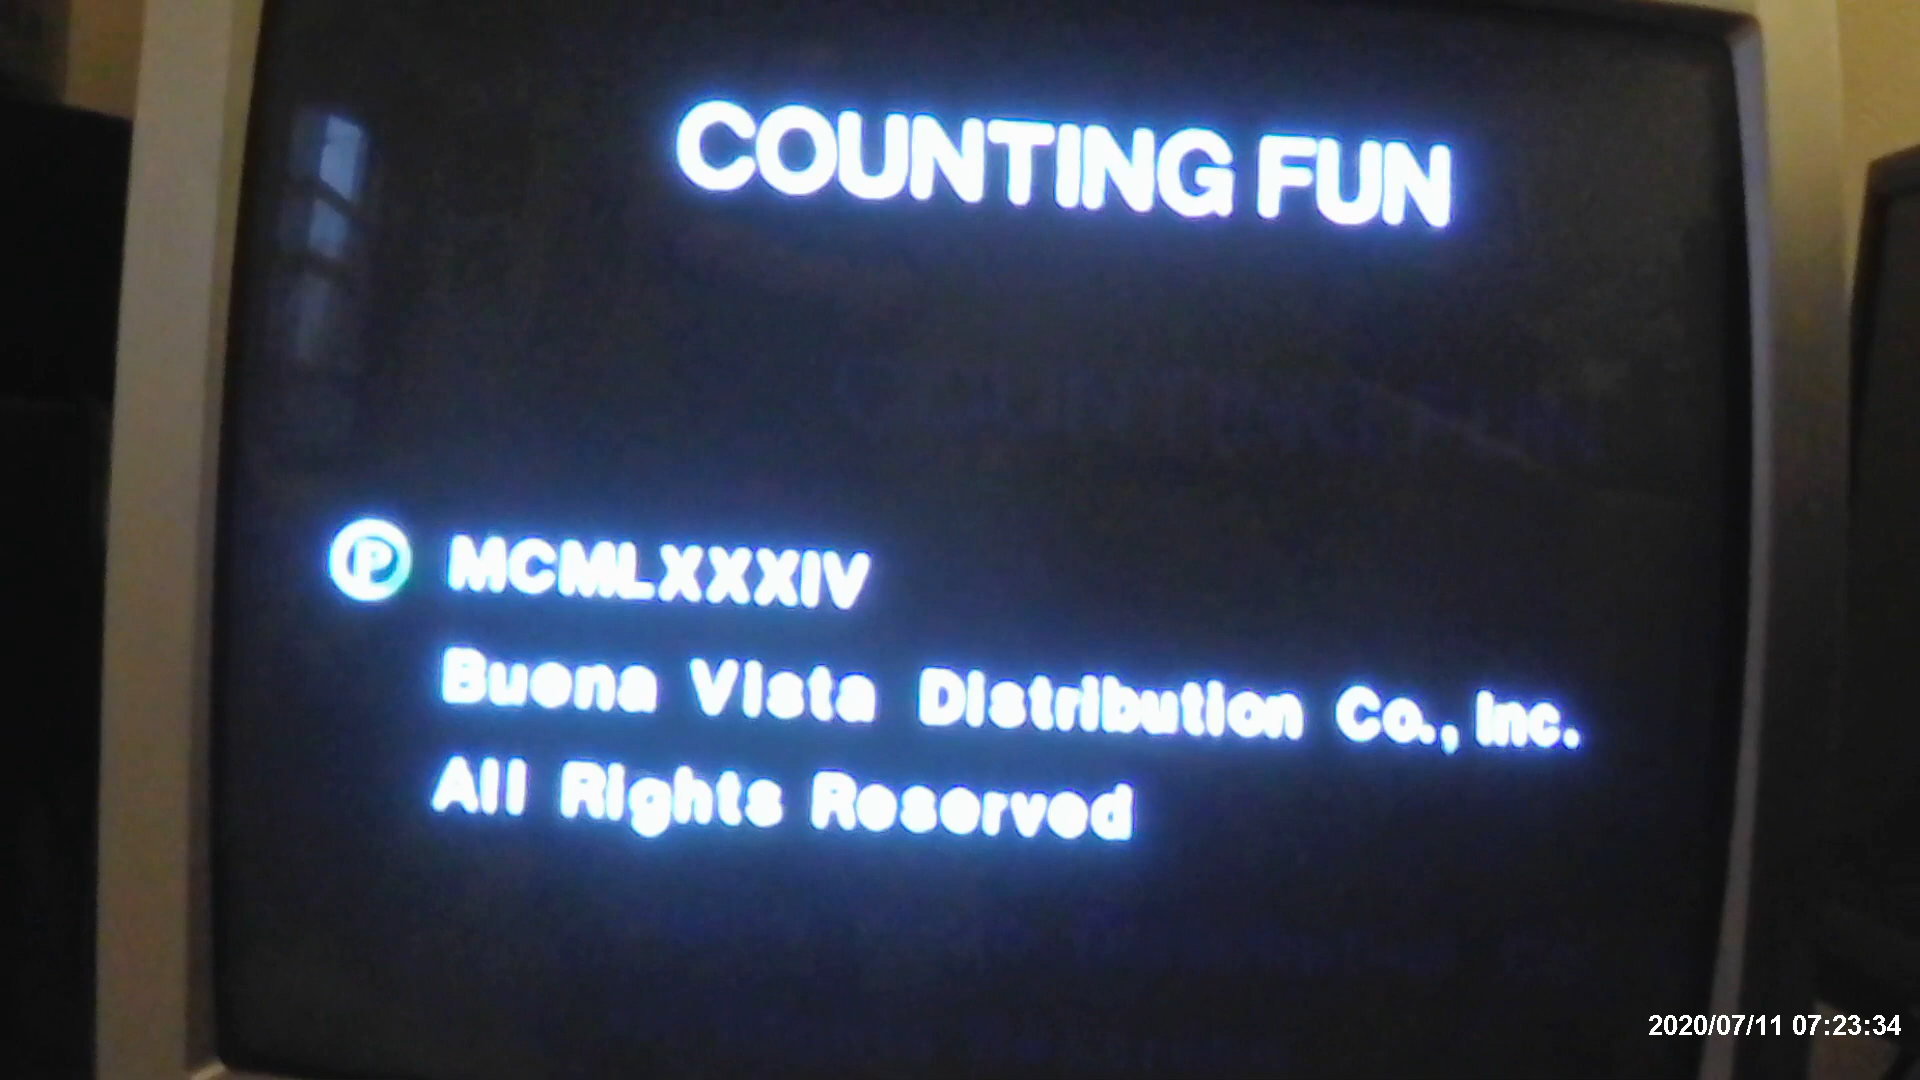 COUNTING FUN
Ⓟ MCMLXXXIV
Buena Vista Distribution Co., Inc.
All Rights Reserved
2020/07/11 07:23:34